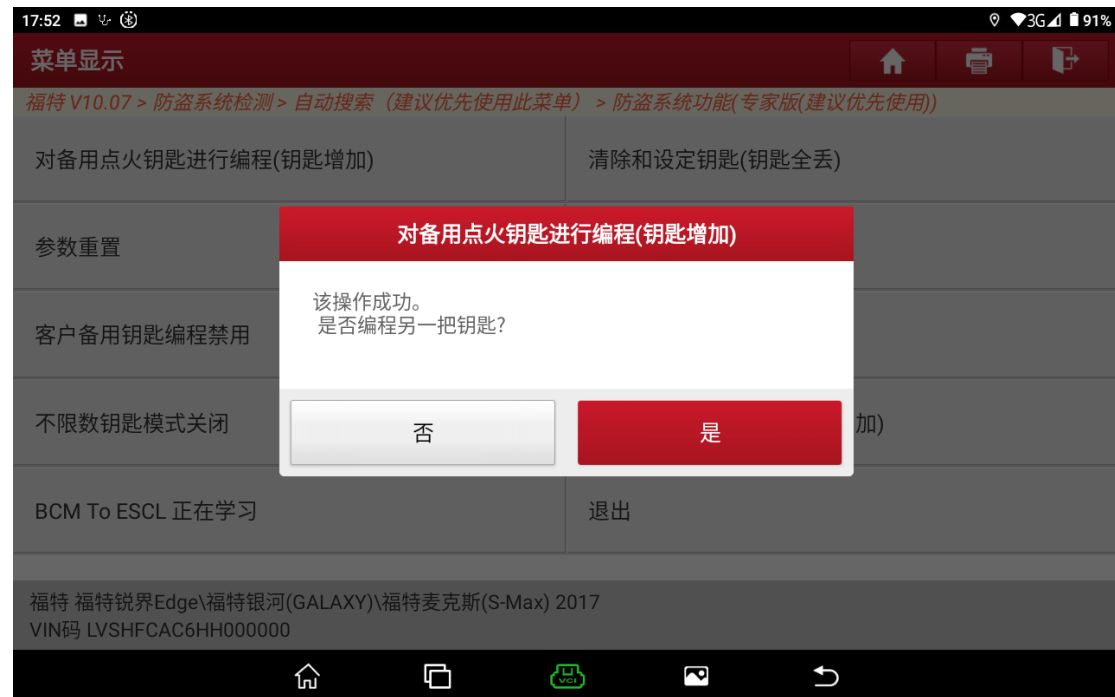 17:52
3G 91%
菜单显示
福特 V10.07 > 防盗系统检测 > 自动搜索（建议优先使用此菜单） > 防盗系统功能(专家版(建议优先使用))
对备用点火钥匙进行编程(钥匙增加)
清除和设定钥匙(钥匙全丢)
参数重置
对备用点火钥匙进行编程(钥匙增加)
该操作成功。
是否编程另一把钥匙?
客户备用钥匙编程禁用
不限数钥匙模式关闭
否
是
加)
BCM To ESCL 正在学习
退出
福特 福特锐界Edge\福特银河(GALAXY)\福特麦克斯(S-Max) 2017
VIN码 LVSHFCAC6HH000000
VCI